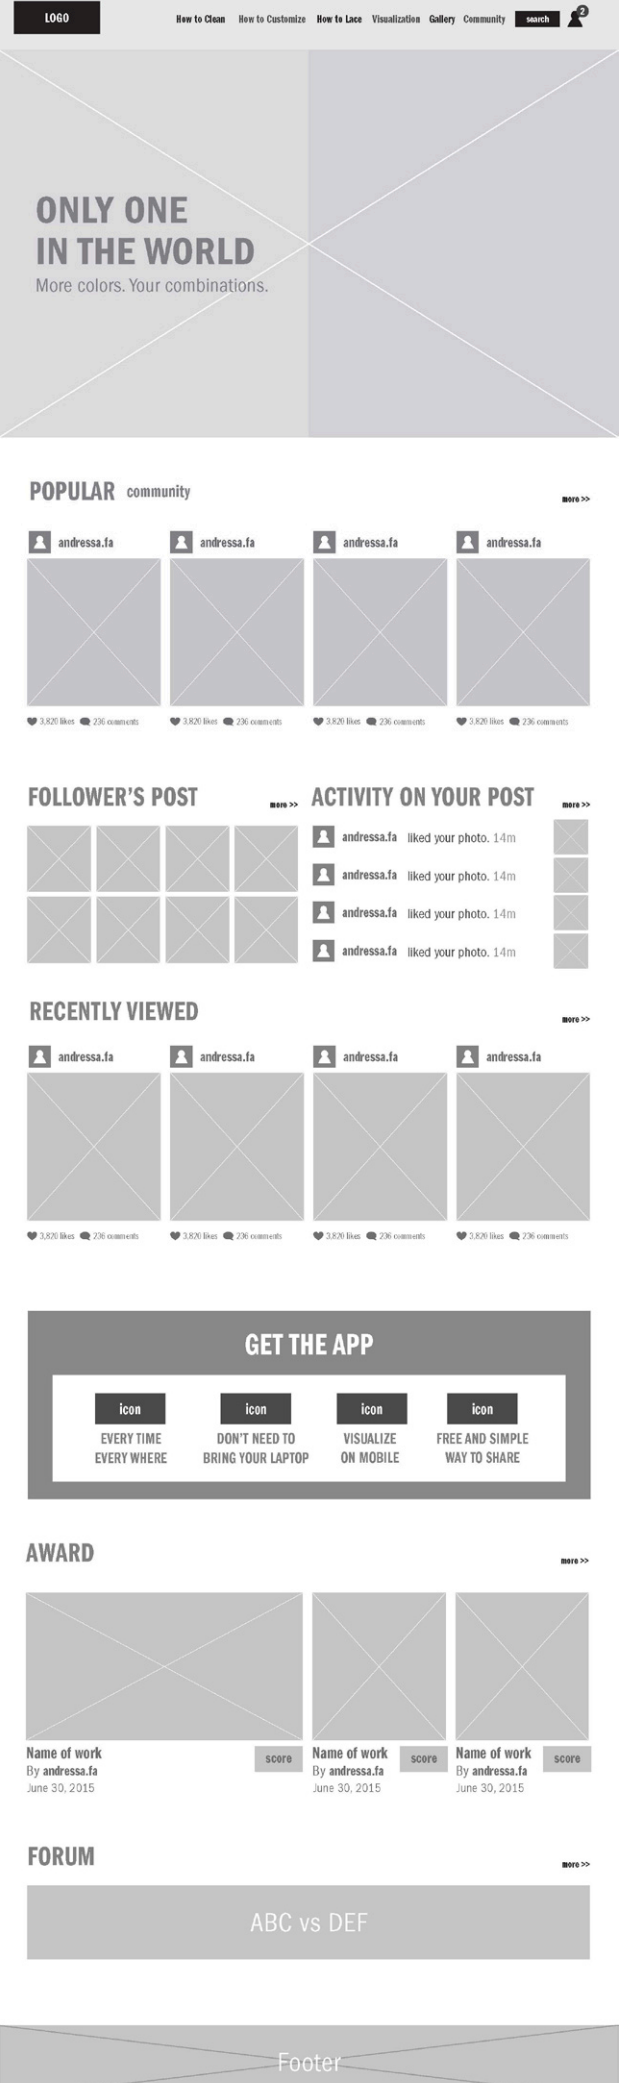 LOGO
How to Clean How to Customize How to Lace Visualization Gallery Community search 2
ONLY ONE
IN THE WORLD
More colors. Your combinations.
POPULAR community more >>
andressa.fa andressa.fa andressa.fa andressa.fa
3,820 likes 236 comments 3,820 likes 236 comments 3,820 likes 236 comments 3,820 likes 236 comments
FOLLOWER'S POST more >>
ACTIVITY ON YOUR POST more >>
andressa.fa liked your photo. 14m
andressa.fa liked your photo. 14m
andressa.fa liked your photo. 14m
andressa.fa liked your photo. 14m
RECENTLY VIEWED more >>
andressa.fa andressa.fa andressa.fa andressa.fa
3,820 likes 236 comments 3,820 likes 236 comments 3,820 likes 236 comments 3,820 likes 236 comments
GET THE APP
icon icon icon icon
EVERY TIME
EVERY WHERE
DON'T NEED TO
BRING YOUR LAPTOP
VISUALIZE
ON MOBILE
FREE AND SIMPLE
WAY TO SHARE
AWARD more >>
Name of work score
By andressa.fa
June 30, 2015
Name of work score
By andressa.fa
June 30, 2015
Name of work score
By andressa.fa
June 30, 2015
FORUM more >>
ABC vs DEF
Footer